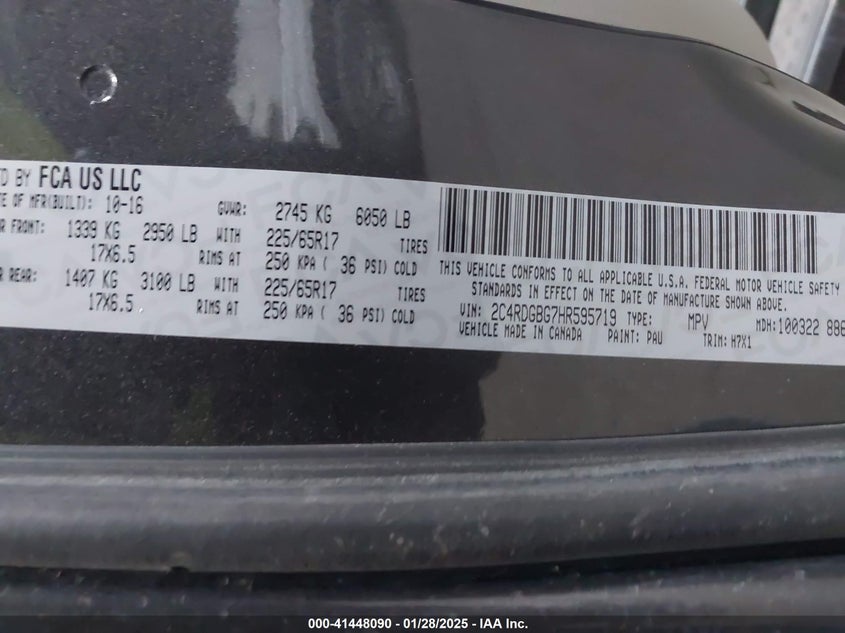 D BY FCA US LLC
TE OF MFR(BUILT): 10-16 GVWR: 2745 KG 6050 LB
R FRONT: 1339 KG 2950 LB WITH 225/65R17 TIRES
17X6.5 RIMS AT 250 KPA ( 36 PSI) COLD
R REAR: 1407 KG 3100 LB WITH 225/65R17 TIRES
17X6.5 RIMS AT 250 KPA ( 36 PSI) COLD
THIS VEHICLE CONFORMS TO ALL APPLICABLE U.S.A. FEDERAL MOTOR VEHICLE SAFETY
STANDARDS IN EFFECT ON THE DATE OF MANUFACTURE SHOWN ABOVE.
VIN: 2C4RDGBG7HR595719 TYPE: MPV MDH:100322 886
VEHICLE MADE IN CANADA PAINT: PAU TRIM: H7X1
000-41448090 - 01/28/2025 - IAA Inc.